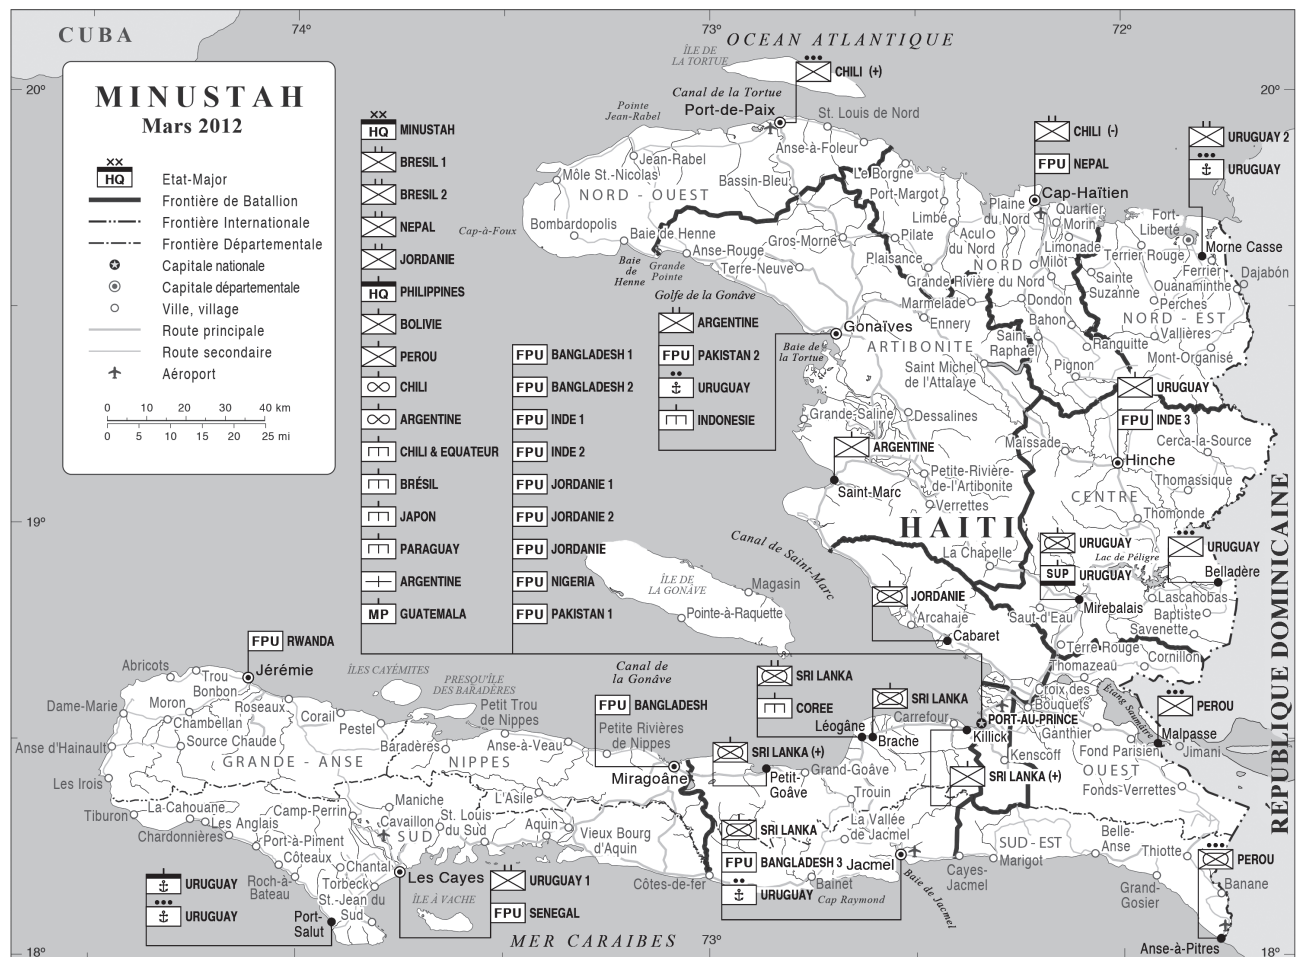 74°
73°
72°
CUBA
OCEAN ATLANTIQUE
20°
20°
MINUSTAH
Mars 2012
HQ
Etat-Major
Frontière de Batallion
Frontière Internationale
Frontière Départementale
Capitale nationale
Capitale départementale
Ville, village
Route principale
Route secondaire
Aéroport
0 10 20 30 40 km
0 5 10 15 20 25 mi
HQ MINUSTAH
BRESIL 1
BRESIL 2
NEPAL
JORDANIE
HQ PHILIPPINES
BOLIVIE
PEROU
CHILI
ARGENTINE
CHILI & EQUATEUR
BRÉSIL
JAPON
PARAGUAY
ARGENTINE
MP GUATEMALA
FPU BANGLADESH 1
FPU BANGLADESH 2
FPU INDE 1
FPU INDE 2
FPU JORDANIE 1
FPU JORDANIE 2
FPU JORDANIE
FPU NIGERIA
FPU PAKISTAN 1
ÎLE DE
LA TORTUE
CHILI (+)
Canal de la Tortue
Port-de-Paix
Pointe
Jean-Rabel
St. Louis de Nord
Anse-à-Foleur
Jean-Rabel
Môle St.-Nicolas
NORD - OUEST
Bassin-Bleu
Le Borgne
Port-Margot
Bombardopolis
Cap-à-Foux
Baie de Henne
Baie
de
Henne
Grande
Pointe
Anse-Rouge
Terre-Neuve
Gros-Morne
Limbé
Pilate
Plaisance
CHILI (-)
FPU NEPAL
Cap-Haïtien
Plaine
du Nord
Quartier
Morin
Acul
du Nord
Limonade
NORD
Milot
Grande Rivière du Nord
Marmelade
Dondon
Ennery
Bahon
Saint-
Raphaël
Ranquitte
Pignon
Saint Michel
de l'Attalaye
URUGUAY 2
URUGUAY
Fort-
Liberté
Morne Casse
Terrier Rouge
Ferrier
Dajabón
Ouanaminthe
Sainte
Suzanne
Perches
NORD - EST
Vallières
Mont-Organisé
Golfe de la Gonâve
ARGENTINE
FPU PAKISTAN 2
URUGUAY
INDONESIE
Gonaïves
Baie de
la Tortue
ARTIBONITE
Grande-Saline
Dessalines
ARGENTINE
Saint-Marc
Petite-Rivière-
de-l'Artibonite
Verrettes
HAITI
La Chapelle
URUGUAY
FPU INDE 3
Maïssade
Hinche
Cerca-la-Source
Thomassique
CENTRE
Thomonde
19°
URUGUAY
SUP URUGUAY
Lac de Péligre
URUGUAY
Belladère
Mirebalais
Lascahobas
Baptiste
Savenette
Saut-d'Eau
Canal de Saint-Marc
ÎLE DE
LA GONÂVE
Magasin
Pointe-à-Raquette
JORDANIE
Arcahaie
Cabaret
Terre Rouge
Thomazeau
Cornillon
Croix des
Bouquets
Etang Saumâtre
PEROU
Malpasse
Jimani
Ganthier
Fond Parisien
OUEST
Fonds-Verrettes
RÉPUBLIQUE DOMINICAINE
FPU RWANDA
Abricots
Jérémie
Trou
Bonbon
ÎLES CAYÉMITES
Dame-Marie
Moron
Roseaux
Chambellan
Corail
Pestel
Source Chaude
Anse d'Hainault
GRANDE - ANSE
Les Irois
Tiburon
PRESQU'ÎLE
DES BARADÈRES
Petit Trou
de Nippes
Baradères
Anse-à-Veau
NIPPES
L'Asile
Canal de
la Gonâve
FPU BANGLADESH
Petite Rivières
de Nippes
Miragoâne
SRI LANKA
COREE
SRI LANKA
Léogâne
Brache
Carrefour
PORT-AU-PRINCE
Killick
Kenscoff
SRI LANKA (+)
Petit-
Goâve
Grand-Goâve
SRI LANKA (+)
Trouin
La Vallée
de Jacmel
SRI LANKA
FPU BANGLADESH 3
URUGUAY
Jacmel
Bainet
Cap Raymond
Baie de Jacmel
Cayes-
Jacmel
SUD-EST
Marigot
Belle-
Anse
Thiotte
Grand-
Gosier
PEROU
Banane
Anse-à-Pitres
La-Cahouane
Les Anglais
Chardonnières
Port-à-Piment
Côteaux
Roch-à-
Bateau
Camp-Perrin
Maniche
Cavaillon
SUD
St. Louis
du Sud
Aquin
Vieux Bourg
d'Aquin
Côtes-de-fer
Chantal
Torbeck
St.-Jean du
Sud
Les Cayes
ÎLE À VACHE
URUGUAY
URUGUAY
Port-
Salut
URUGUAY 1
FPU SENEGAL
MER CARAIBES
18°
73°
18°